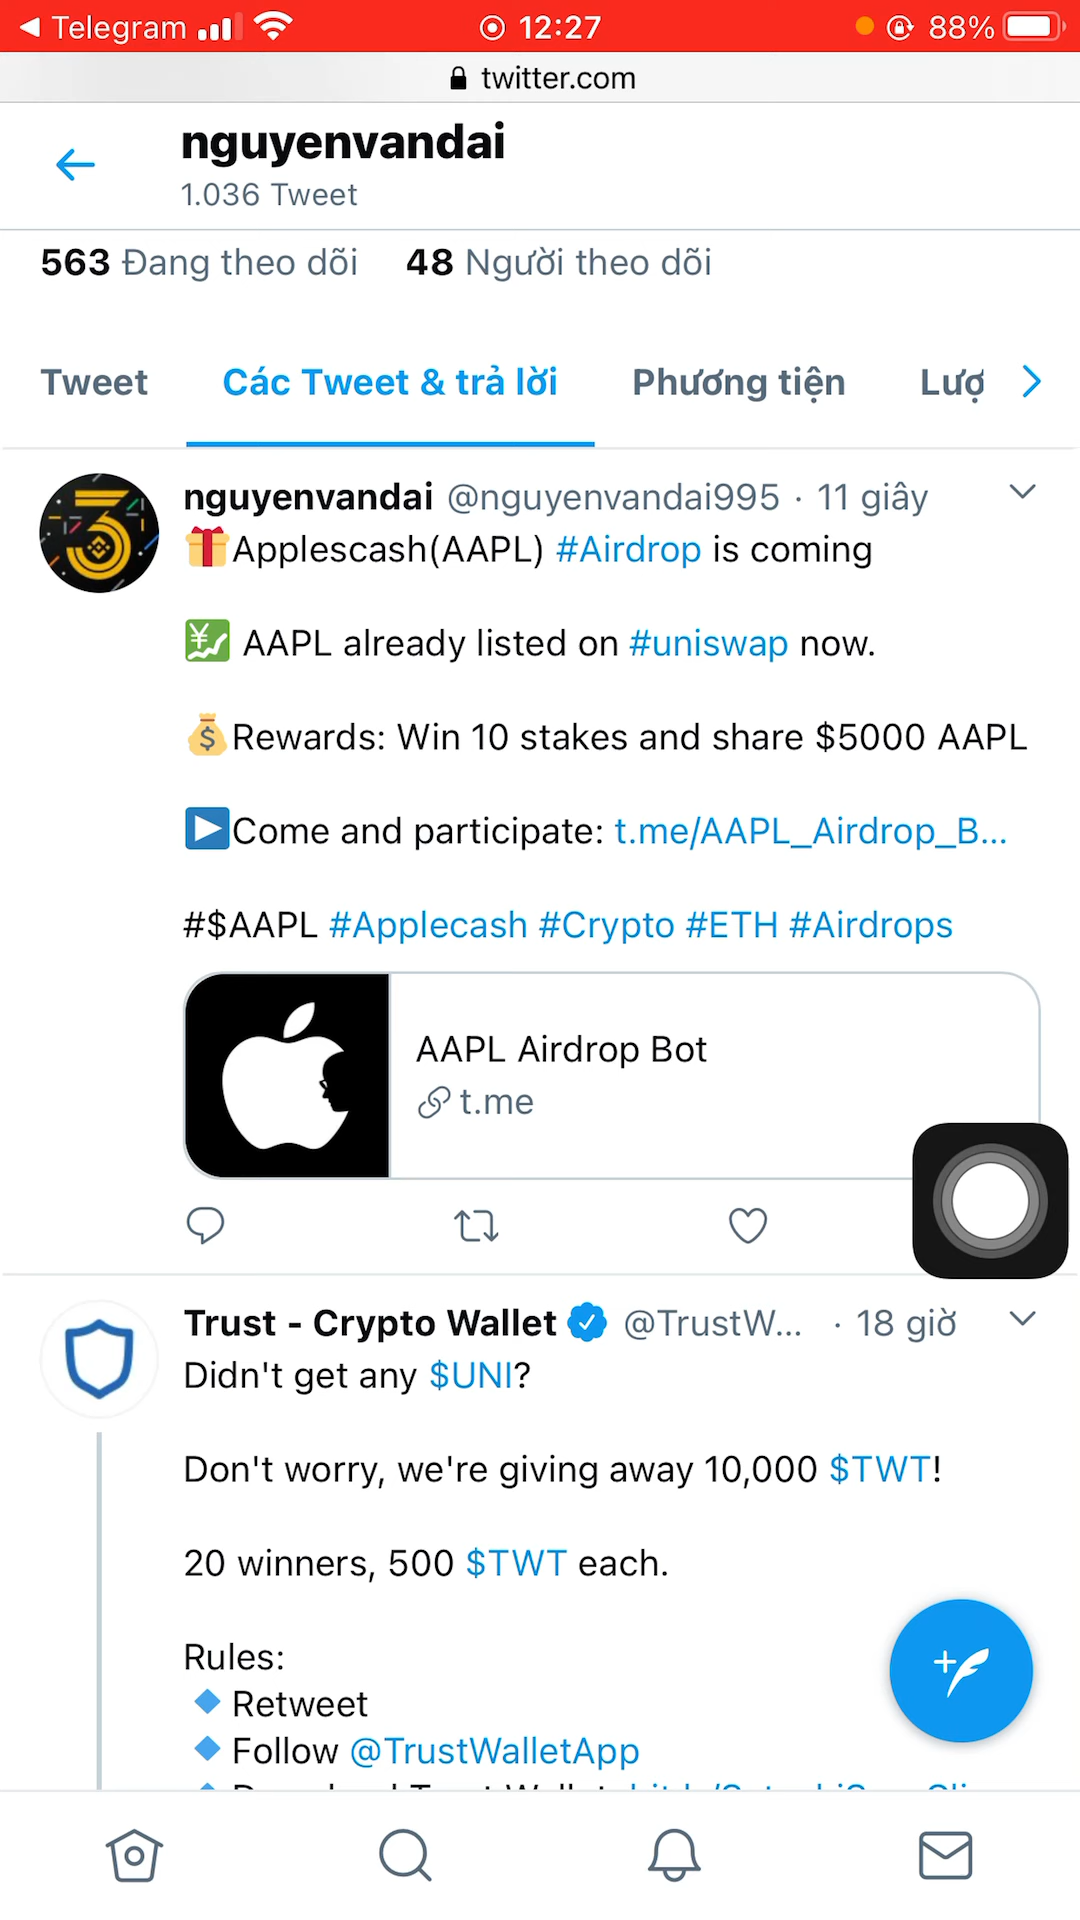 Telegram 12:27 88%
twitter.com
nguyenvandai
1.036 Tweet
563 Đang theo dõi 48 Người theo dõi
Tweet Các Tweet & trả lời Phương tiện Lượ
nguyenvandai @nguyenvandai995 · 11 giây
Applescash(AAPL) #Airdrop is coming
AAPL already listed on #uniswap now.
Rewards: Win 10 stakes and share $5000 AAPL
Come and participate: t.me/AAPL_Airdrop_B...
#$AAPL #Applecash #Crypto #ETH #Airdrops
AAPL Airdrop Bot
t.me
Trust - Crypto Wallet @TrustW... · 18 giờ
Didn't get any $UNI?
Don't worry, we're giving away 10,000 $TWT!
20 winners, 500 $TWT each.
Rules:
Retweet
Follow @TrustWalletApp